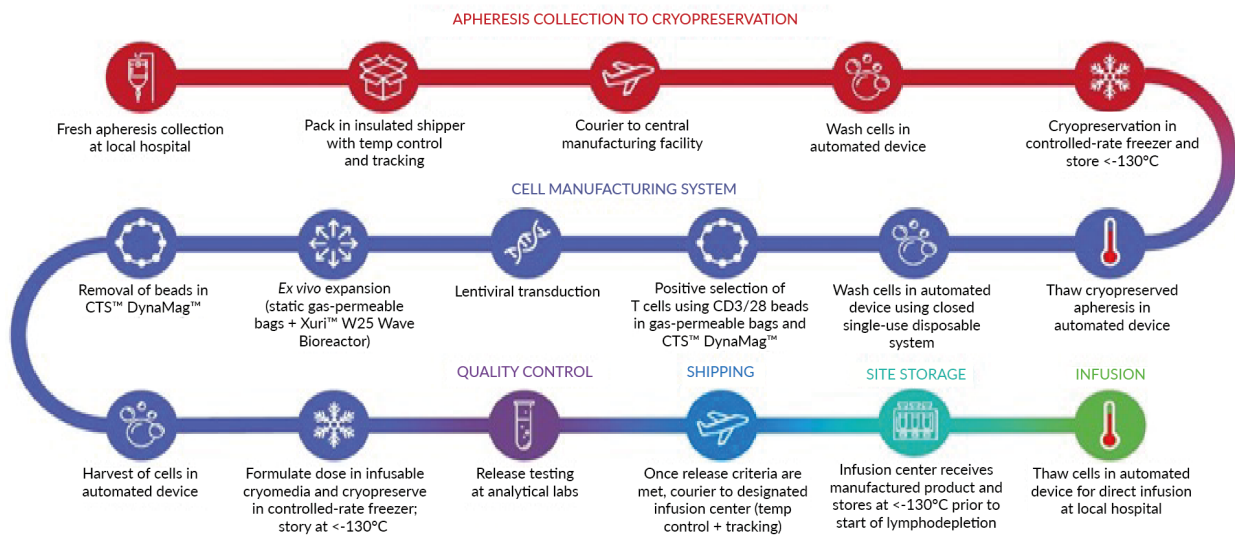 APHERESIS COLLECTION TO CRYOPRESERVATION
Fresh apheresis collection
at local hospital
Pack in insulated shipper
with temp control
and tracking
Courier to central
manufacturing facility
Wash cells in
automated device
Cryopreservation in
controlled-rate freezer and
store <-130°C
CELL MANUFACTURING SYSTEM
Removal of beads in
CTS™ DynaMag™
Ex vivo expansion
(static gas-permeable
bags + Xuri™ W25 Wave
Bioreactor)
Lentiviral transduction
Positive selection of
T cells using CD3/28 beads
in gas-permeable bags and
CTS™ DynaMag™
Wash cells in automated
device using closed
single-use disposable
system
Thaw cryopreserved
apheresis in
automated device
QUALITY CONTROL
SHIPPING
SITE STORAGE
INFUSION
Harvest of cells in
automated device
Formulate dose in infusable
cryomedia and cryopreserve
in controlled-rate freezer;
story at <-130°C
Release testing
at analytical labs
Once release criteria are
met, courier to designated
infusion center (temp
control + tracking)
Infusion center receives
manufactured product and
stores at <-130°C prior to
start of lymphodepletion
Thaw cells in automated
device for direct infusion
at local hospital